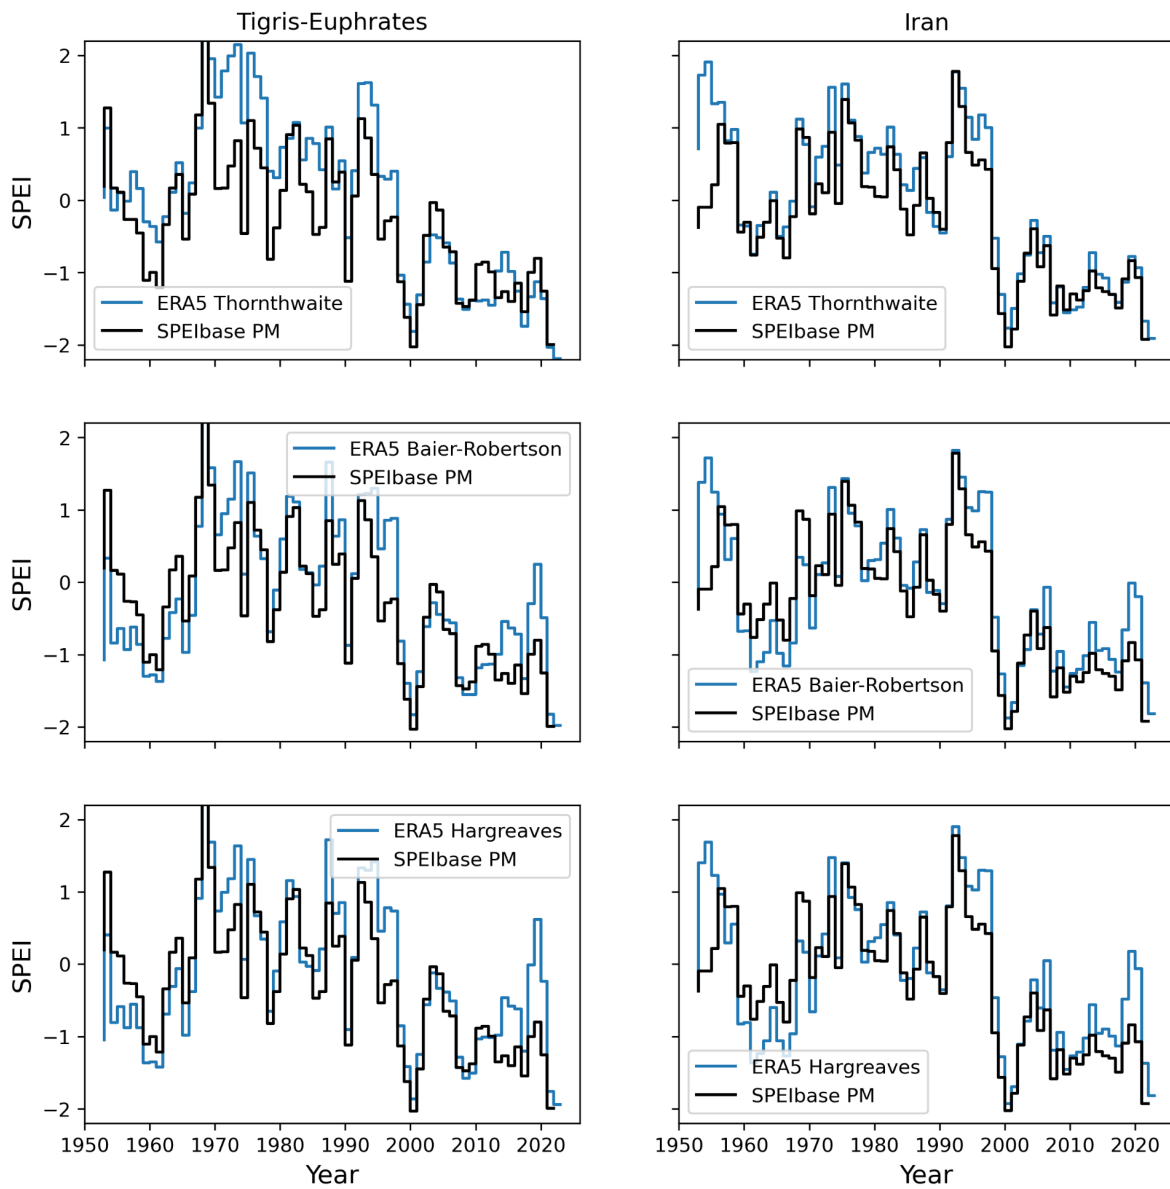 Tigris-Euphrates
Iran
SPEI
2
1
0
−1
−2
ERA5 Thornthwaite
SPEIbase PM
ERA5 Thornthwaite
SPEIbase PM
SPEI
2
1
0
−1
−2
ERA5 Baier-Robertson
SPEIbase PM
ERA5 Baier-Robertson
SPEIbase PM
SPEI
2
1
0
−1
−2
ERA5 Hargreaves
SPEIbase PM
ERA5 Hargreaves
SPEIbase PM
1950 1960 1970 1980 1990 2000 2010 2020
1950 1960 1970 1980 1990 2000 2010 2020
Year
Year